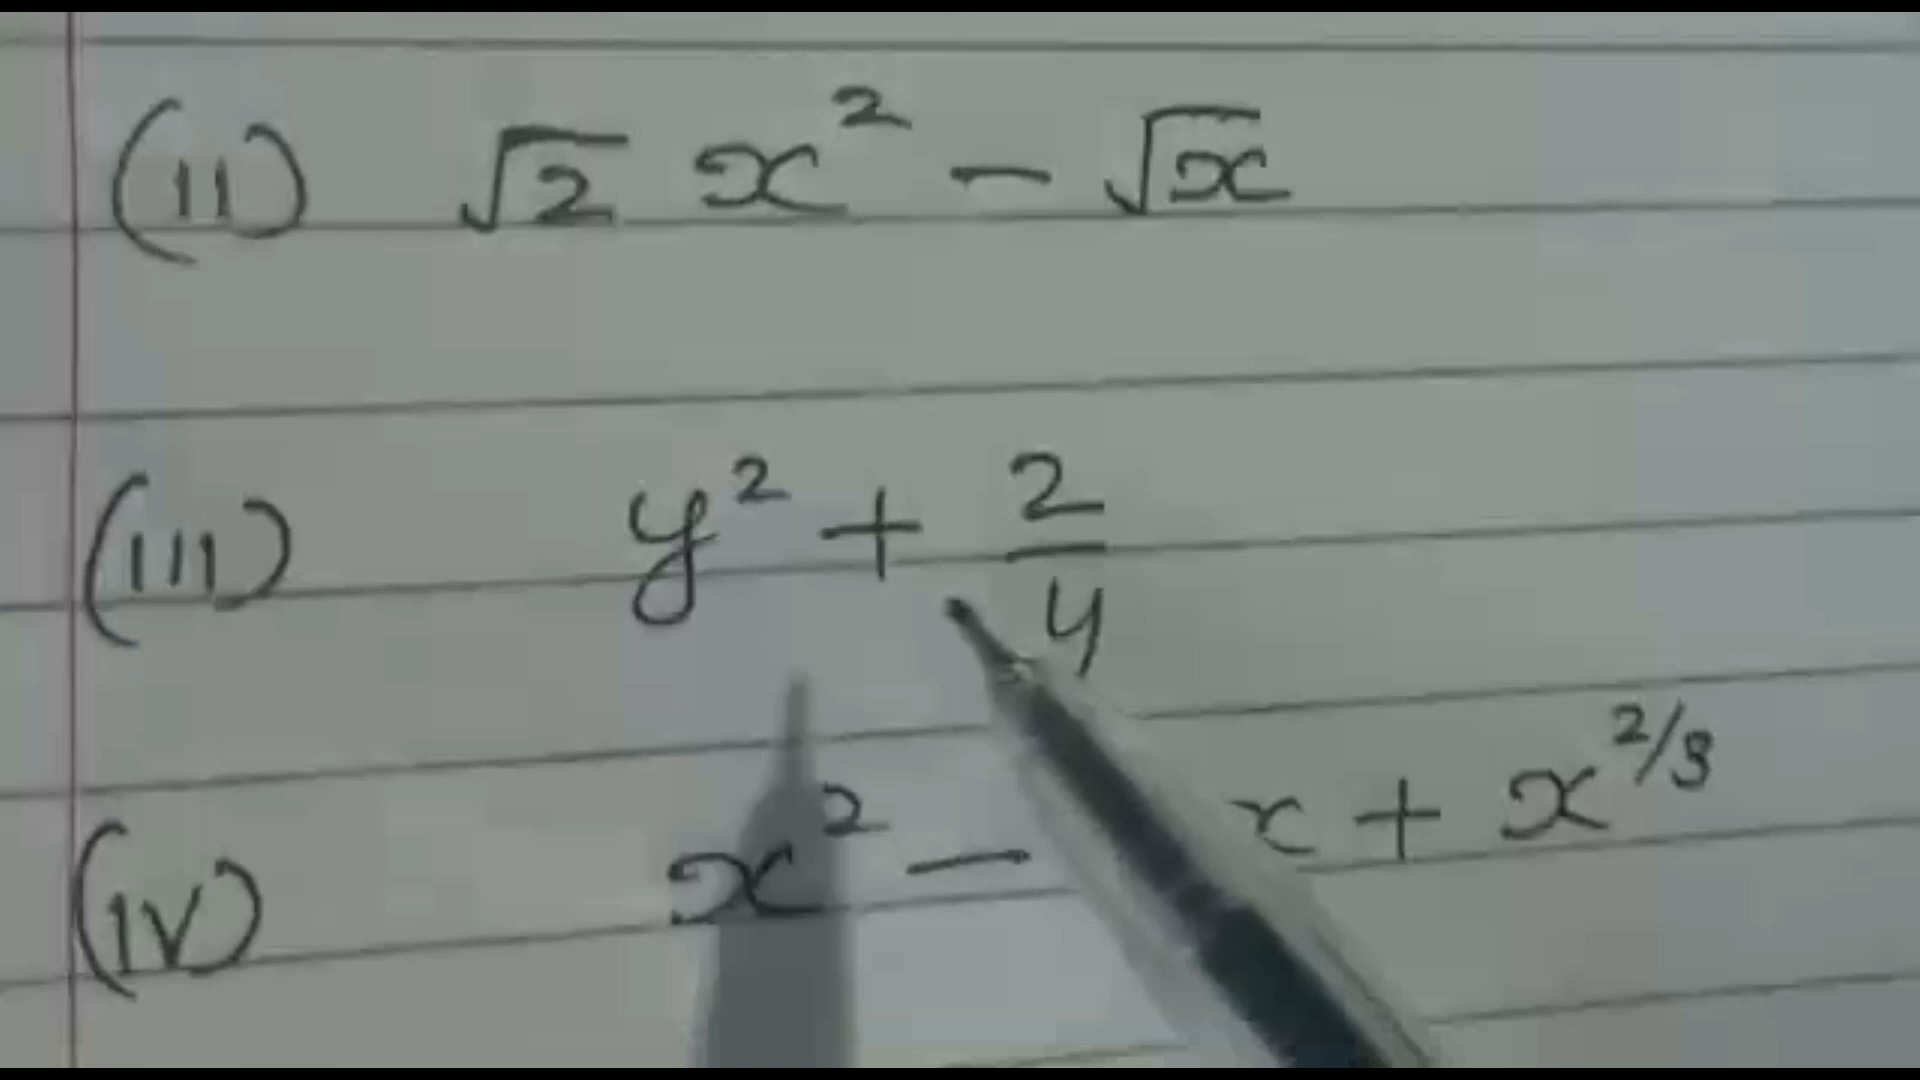 (II) √2 x² - √x
(III) y² + 2/y
(IV) x² - x + x^2/3